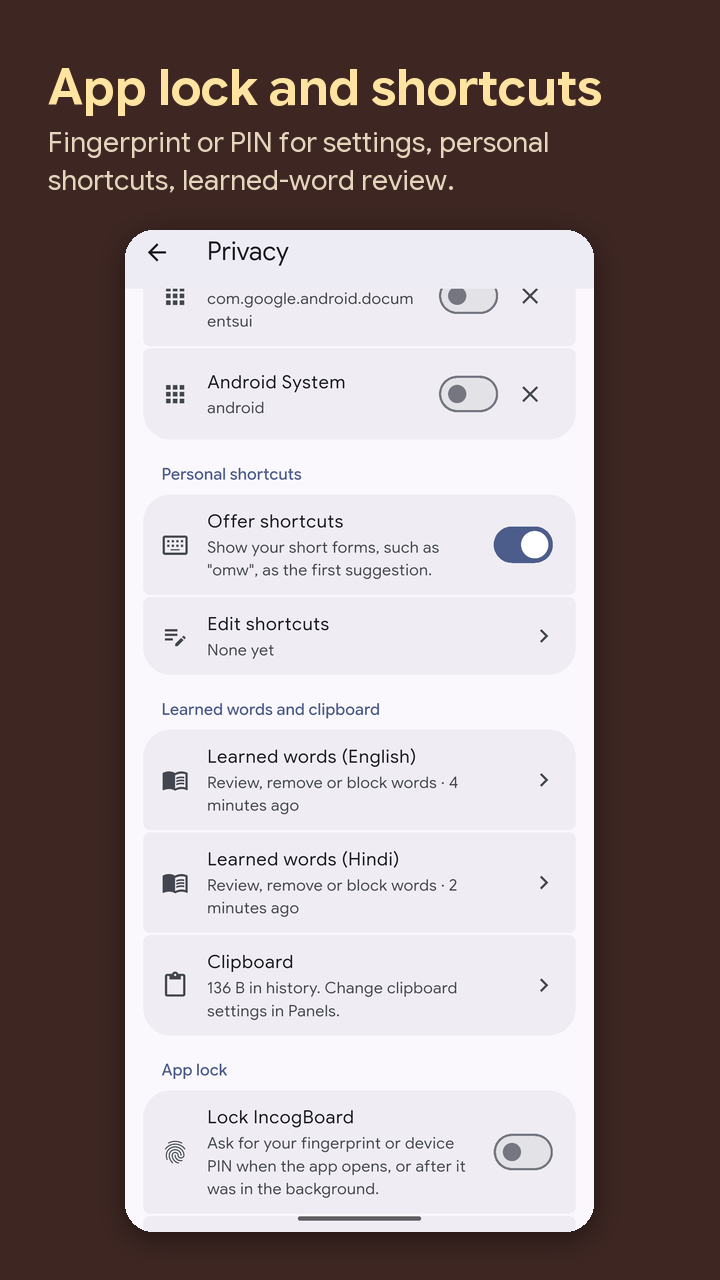 App lock and shortcuts
Fingerprint or PIN for settings, personal
shortcuts, learned-word review.
Privacy
com.google.android.docum
entsui
Android System
android
Personal shortcuts
Offer shortcuts
Show your short forms, such as
"omw", as the first suggestion.
Edit shortcuts
None yet
Learned words and clipboard
Learned words (English)
Review, remove or block words · 4
minutes ago
Learned words (Hindi)
Review, remove or block words · 2
minutes ago
Clipboard
136 B in history. Change clipboard
settings in Panels.
App lock
Lock IncogBoard
Ask for your fingerprint or device
PIN when the app opens, or after it
was in the background.